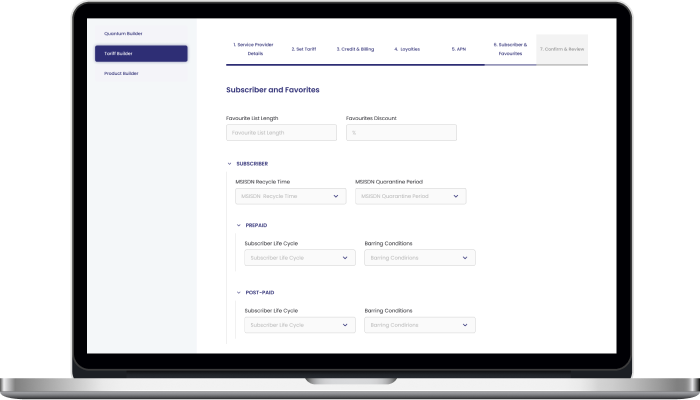 Quantum Builder
Tariff Builder
Product Builder
1. Service Provider
Details
2. Set Tariff
3. Credit & Billing
4. Loyalties
5. APN
6. Subscriber &
Favourites
7. Confirm & Review
Subscriber and Favorites
Favourite List Length
Favourites Discount
Favourite List Length
%
SUBSCRIBER
MSISDN Recycle Time
MSISDN Quarantine Period
MSISDN Recycle Time
MSISDN Quarantine Period
PREPAID
Subscriber Life Cycle
Barring Conditions
Subscriber Life Cycle
Barring Conditions
POST-PAID
Subscriber Life Cycle
Barring Conditions
Subscriber Life Cycle
Barring Conditions